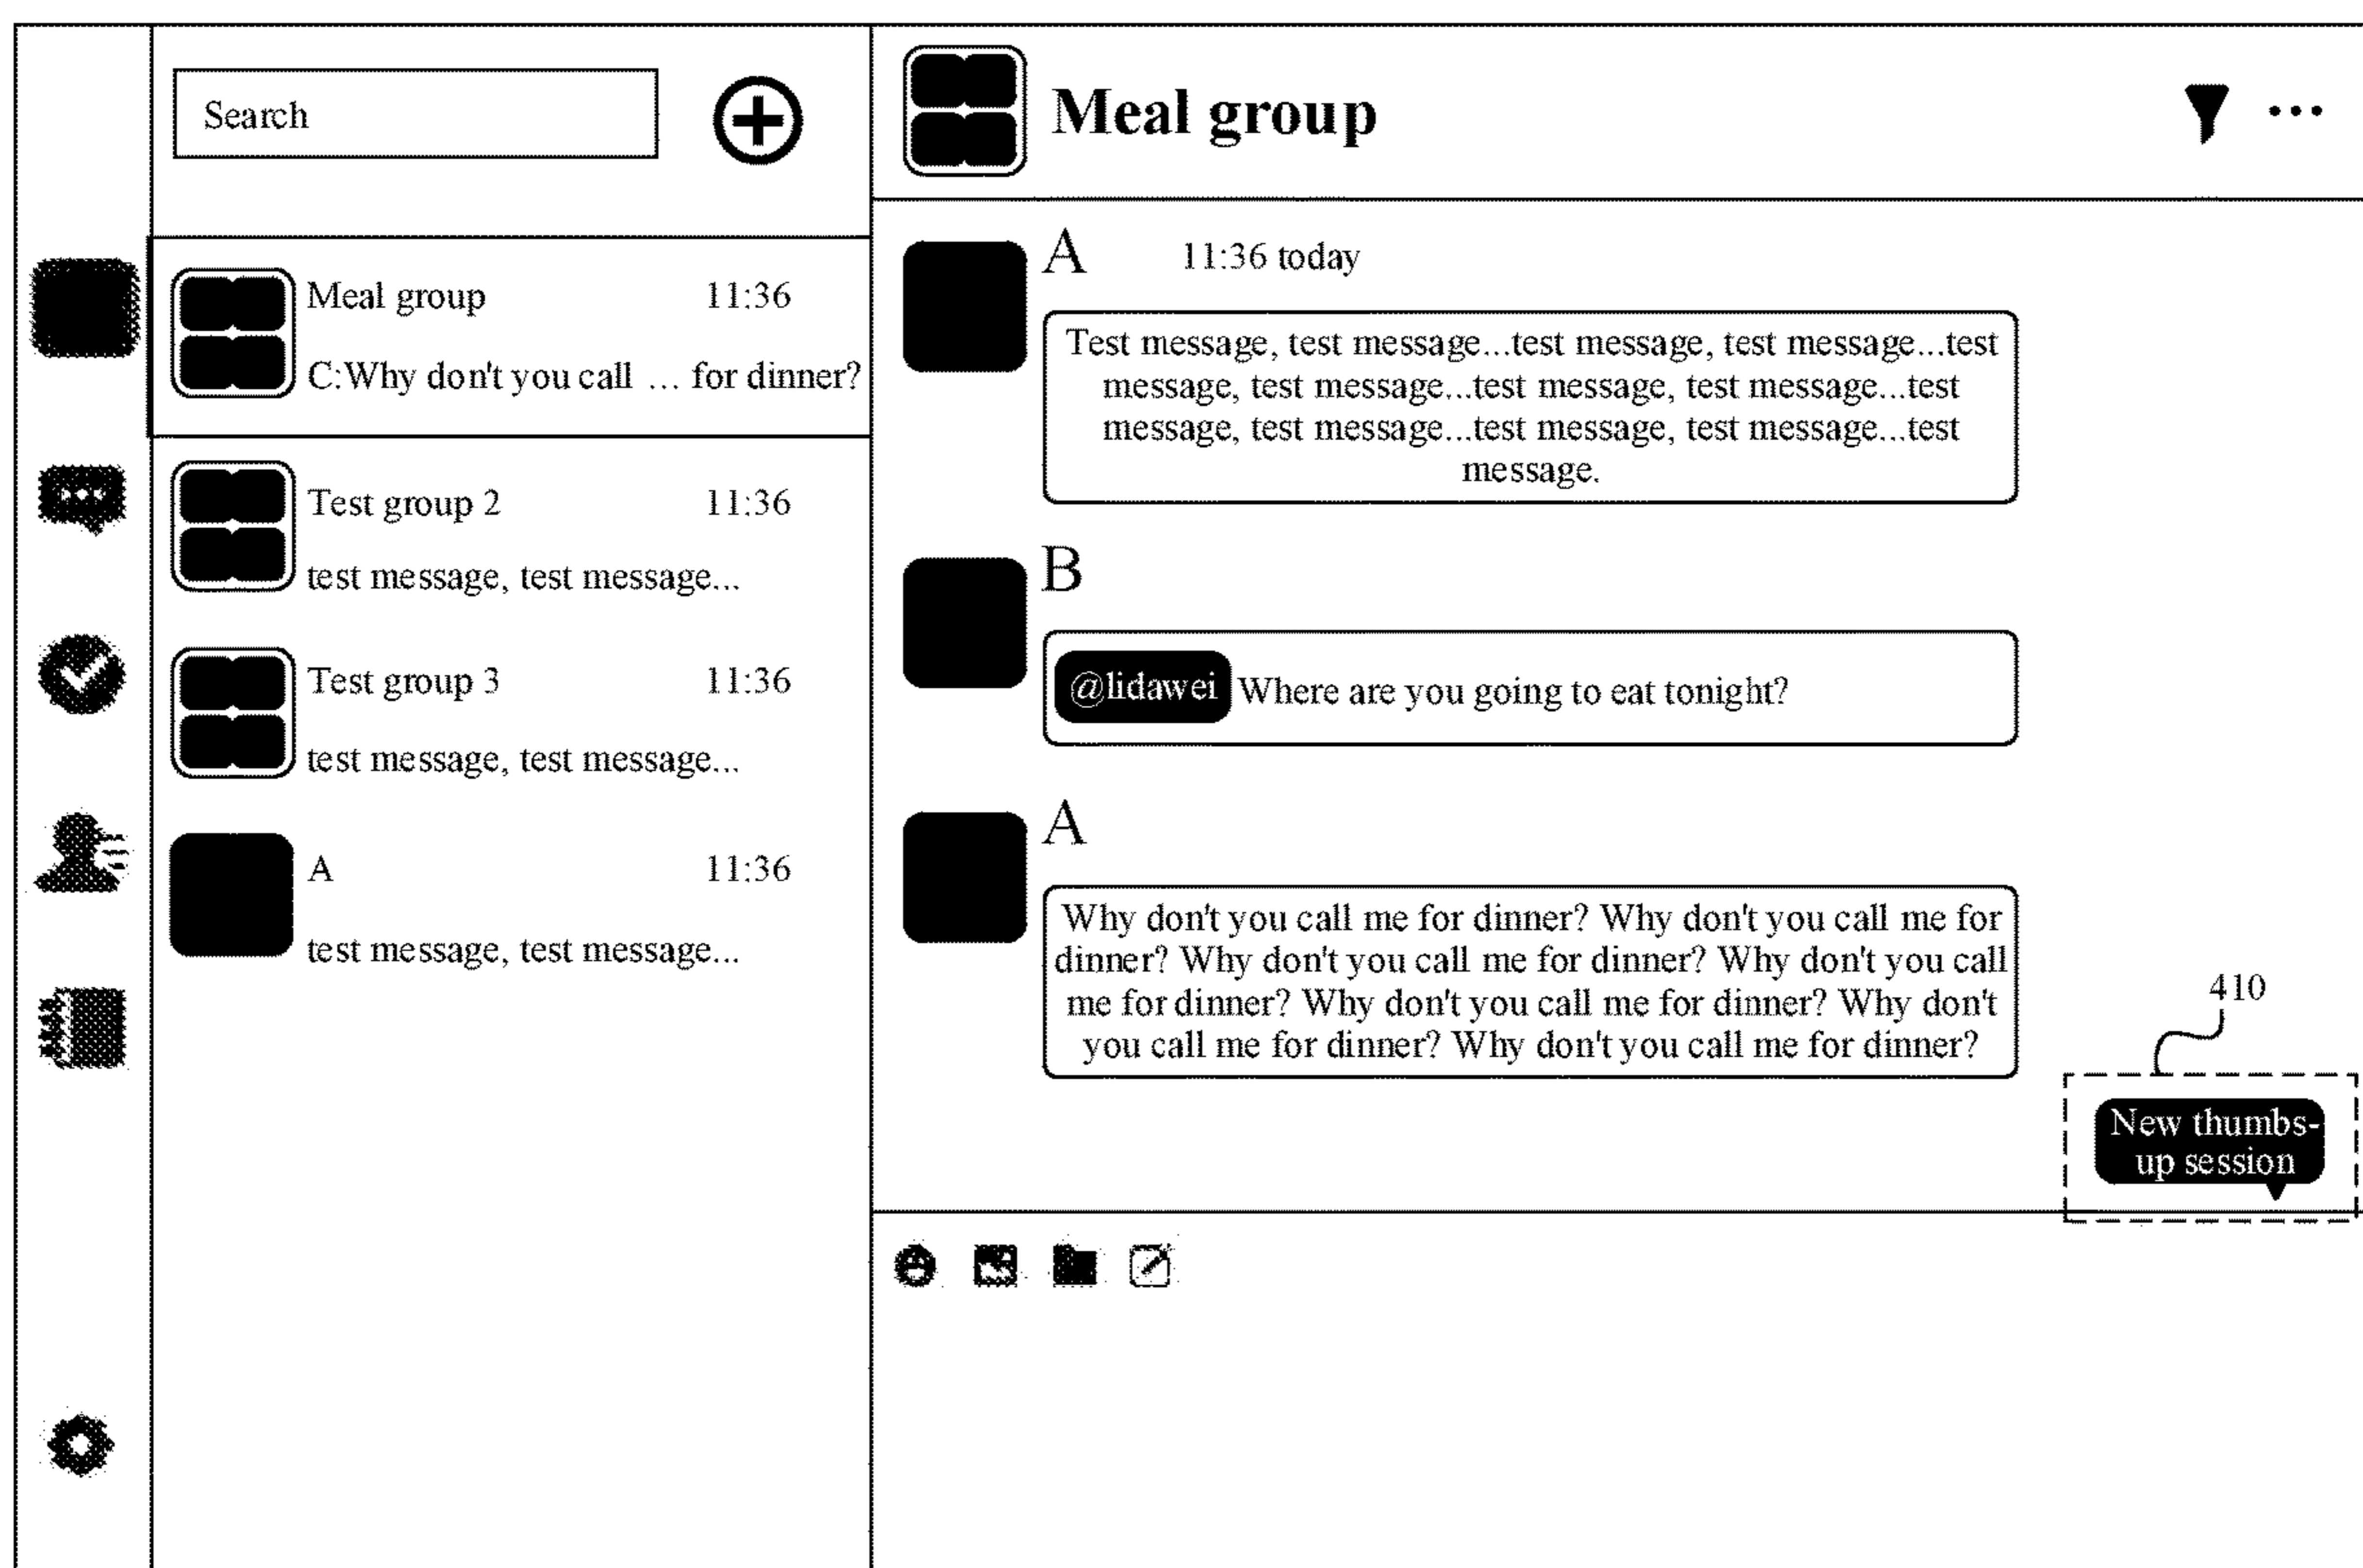 Search
Meal group 11:36
C:Why don't you call ... for dinner?
Test group 2 11:36
test message, test message...
Test group 3 11:36
test message, test message...
A 11:36
test message, test message...
Meal group
A 11:36 today
Test message, test message...test message, test message...test
message, test message...test message, test message...test
message, test message...test message, test message...test
message.
B
@lidawei Where are you going to eat tonight?
A
Why don't you call me for dinner? Why don't you call me for
dinner? Why don't you call me for dinner? Why don't you call
me for dinner? Why don't you call me for dinner? Why don't
you call me for dinner? Why don't you call me for dinner?
410
New thumbs-
up session